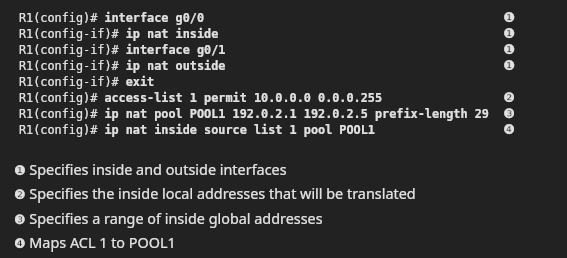 R1(config)# interface g0/0 ❶
R1(config-if)# ip nat inside ❶
R1(config-if)# interface g0/1 ❶
R1(config-if)# ip nat outside ❶
R1(config-if)# exit
R1(config)# access-list 1 permit 10.0.0.0 0.0.0.255 ❷
R1(config)# ip nat pool POOL1 192.0.2.1 192.0.2.5 prefix-length 29 ❸
R1(config)# ip nat inside source list 1 pool POOL1 ❹
❶ Specifies inside and outside interfaces
❷ Specifies the inside local addresses that will be translated
❸ Specifies a range of inside global addresses
❹ Maps ACL 1 to POOL1